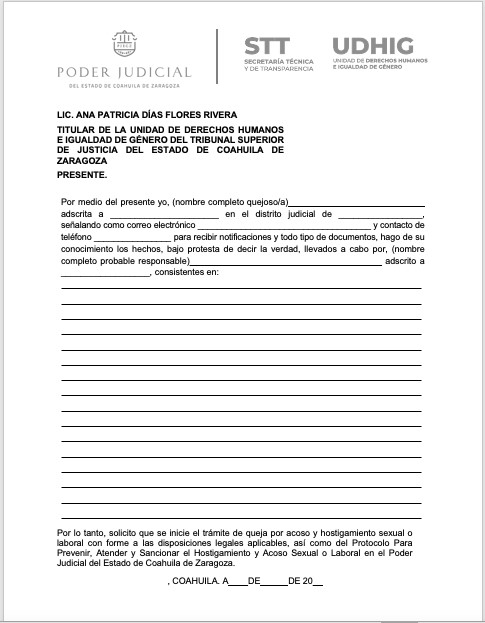 PODER JUDICIAL
DEL ESTADO DE COAHUILA DE ZARAGOZA
STT
SECRETARÍA TÉCNICA
Y DE TRANSPARENCIA
UDHIG
UNIDAD DE DERECHOS HUMANOS
E IGUALDAD DE GÉNERO
LIC. ANA PATRICIA DÍAS FLORES RIVERA
TITULAR DE LA UNIDAD DE DERECHOS HUMANOS
E IGUALDAD DE GÉNERO DEL TRIBUNAL SUPERIOR
DE JUSTICIA DEL ESTADO DE COAHUILA DE
ZARAGOZA
PRESENTE.
Por medio del presente yo, (nombre completo quejoso/a)____________________________
adscrita a ______________________ en el distrito judicial de _________________,
señalando como correo electrónico ___________________________________ y contacto de
teléfono ________________ para recibir notificaciones y todo tipo de documentos, hago de su
conocimiento los hechos, bajo protesta de decir la verdad, llevados a cabo por, (nombre
completo probable responsable)_______________________________________ adscrito a
__________________, consistentes en:
Por lo tanto, solicito que se inicie el trámite de queja por acoso y hostigamiento sexual o
laboral con forme a las disposiciones legales aplicables, así como del Protocolo Para
Prevenir, Atender y Sancionar el Hostigamiento y Acoso Sexual o Laboral en el Poder
Judicial del Estado de Coahuila de Zaragoza.
, COAHUILA. A____DE______DE 20__